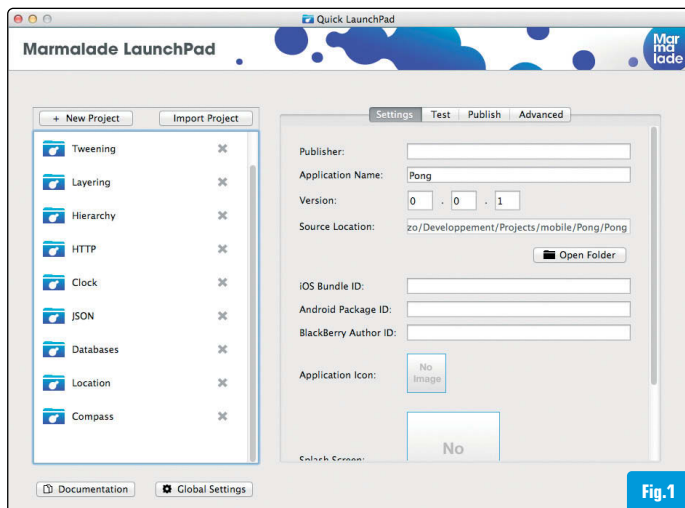 Quick LaunchPad
Marmalade LaunchPad
Mar
ma
lade
+ New Project
Import Project
Tweening
Layering
Hierarchy
HTTP
Clock
JSON
Databases
Location
Compass
Documentation
Global Settings
Settings
Test
Publish
Advanced
Publisher:
Application Name: Pong
Version: 0 . 0 . 1
Source Location: zo/Developpement/Projects/mobile/Pong/Pong
Open Folder
iOS Bundle ID:
Android Package ID:
BlackBerry Author ID:
Application Icon:
No
Image
Splash Screen:
No
Fig.1